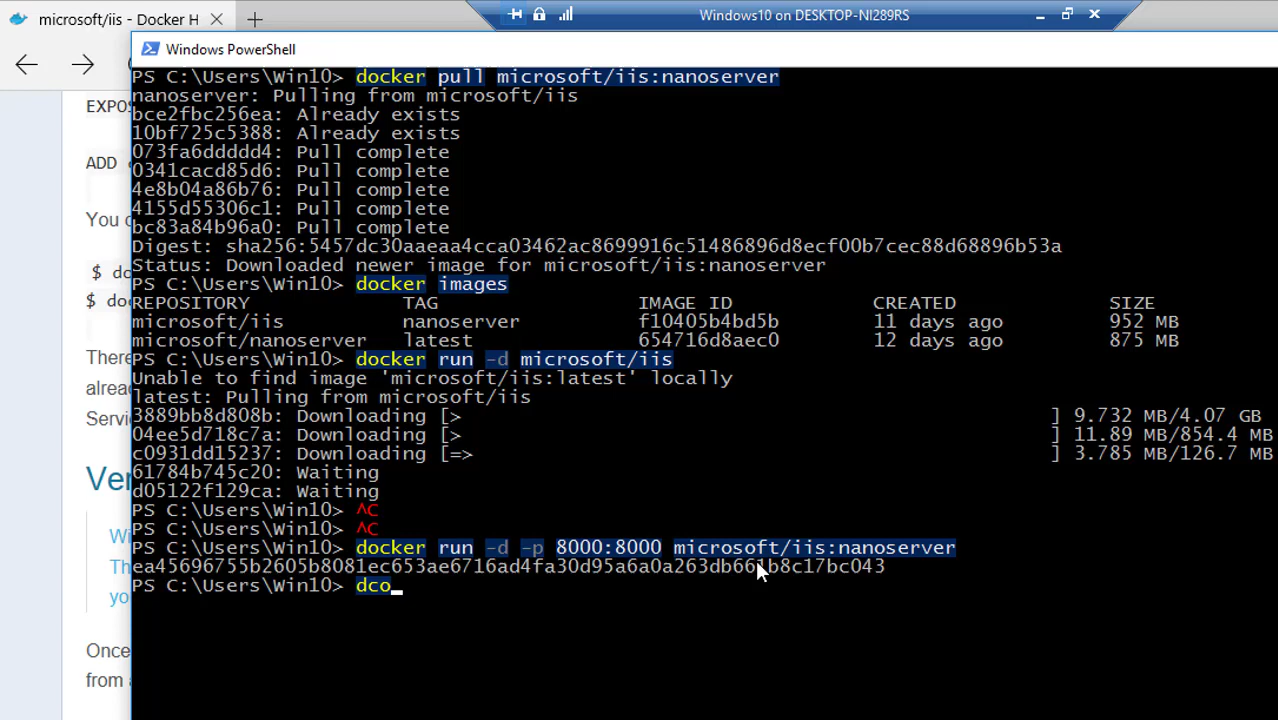 microsoft/iis - Docker H
Windows10 on DESKTOP-NI289RS
Windows PowerShell
EXPOS
ADD
You
$ do
$ doc
There
already
Servic
Ver
Wi
Th
yo
Once
from a
PS C:\Users\Win10> docker pull microsoft/iis:nanoserver
nanoserver: Pulling from microsoft/iis
bce2fbc256ea: Already exists
10bf725c5388: Already exists
073fa6ddddd4: Pull complete
0341cacd85d6: Pull complete
4e8b04a86b76: Pull complete
4155d55306c1: Pull complete
bc83a84b96a0: Pull complete
Digest: sha256:5457dc30aaeaa4cca03462ac8699916c51486896d8ecf00b7cec88d68896b53a
Status: Downloaded newer image for microsoft/iis:nanoserver
PS C:\Users\Win10> docker images
REPOSITORY TAG IMAGE ID CREATED SIZE
microsoft/iis nanoserver f10405b4bd5b 11 days ago 952 MB
microsoft/nanoserver latest 654716d8aec0 12 days ago 875 MB
PS C:\Users\Win10> docker run -d microsoft/iis
Unable to find image 'microsoft/iis:latest' locally
latest: Pulling from microsoft/iis
3889bb8d808b: Downloading [> ] 9.732 MB/4.07 GB
04ee5d718c7a: Downloading [> ] 11.89 MB/854.4 MB
c0931dd15237: Downloading [=> ] 3.785 MB/126.7 MB
61784b745c20: Waiting
d05122f129ca: Waiting
PS C:\Users\Win10> ^C
PS C:\Users\Win10> ^C
PS C:\Users\Win10> docker run -d -p 8000:8000 microsoft/iis:nanoserver
ea45696755b2605b8081ec653ae6716ad4fa30d95a6a0a263db661b8c17bc043
PS C:\Users\Win10> dco